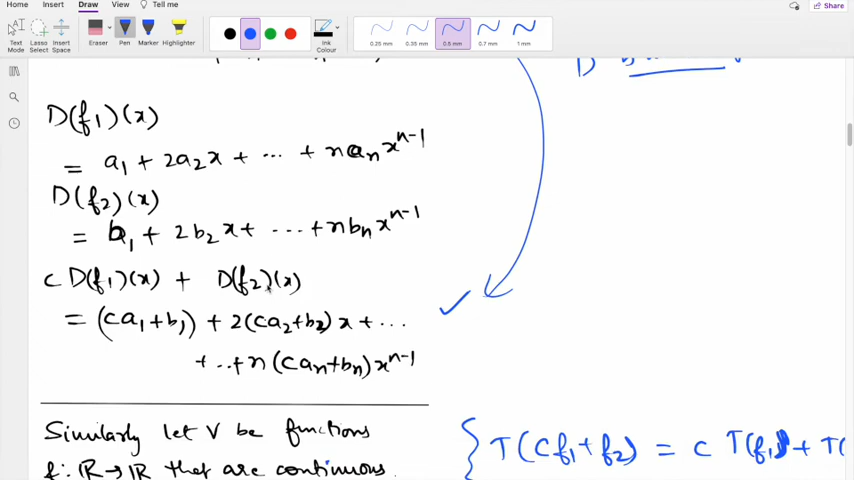 Home Insert Draw View Tell me
Share
Text Mode
Lasso Select
Insert Space
Eraser
Pen
Marker
Highlighter
Ink Colour
0.25 mm
0.35 mm
0.5 mm
0.7 mm
1 mm
D(f₁)(x)
= a₁ + 2a₂x + ... + naₙxⁿ⁻¹
D(f₂)(x)
= b₁ + 2b₂x + ... + nbₙxⁿ⁻¹
c D(f₁)(x) + D(f₂)(x)
= (ca₁+b₁) + 2(ca₂+b₂)x + ...
+ ..+ n(caₙ+bₙ)xⁿ⁻¹
✓
Similarly let V be functions
f: ℝ → ℝ that are continuous.
{ T(cf₁+f₂) = c T(f₁) + T(